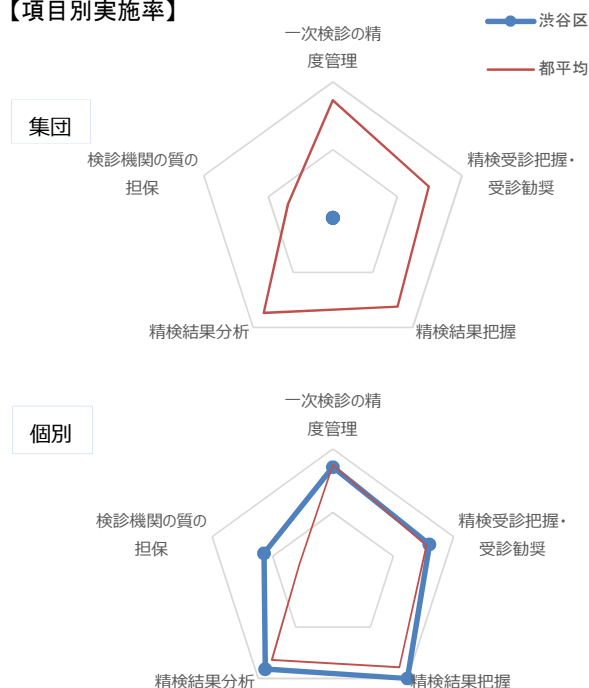 【項目別実施率】
渋谷区
都平均
集団
一次検診の精
度管理
精検受診把握・
受診勧奨
精検結果把握
精検結果分析
検診機関の質の
担保
個別
一次検診の精
度管理
精検受診把握・
受診勧奨
精検結果把握
精検結果分析
検診機関の質の
担保